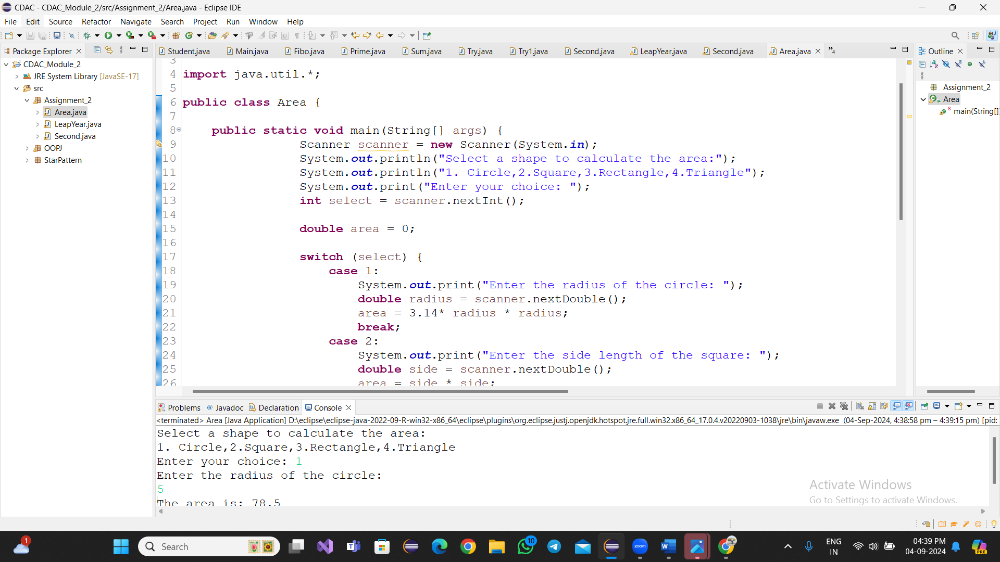 CDAC - CDAC_Module_2/src/Assignment_2/Area.java - Eclipse IDE
File Edit Source Refactor Navigate Search Project Run Window Help
Package Explorer
Student.java Main.java Fibo.java Prime.java Sum.java Try.java Try1.java Second.java LeapYear.java Second.java Area.java »4
Outline
CDAC_Module_2
JRE System Library [JavaSE-17]
src
Assignment_2
Area.java
LeapYear.java
Second.java
OOPJ
StarPattern
3
4 import java.util.*;
5
6 public class Area {
7
8 public static void main(String[] args) {
9 Scanner scanner = new Scanner(System.in);
10 System.out.println("Select a shape to calculate the area:");
11 System.out.println("1. Circle,2.Square,3.Rectangle,4.Triangle");
12 System.out.print("Enter your choice: ");
13 int select = scanner.nextInt();
14
15 double area = 0;
16
17 switch (select) {
18 case 1:
19 System.out.print("Enter the radius of the circle: ");
20 double radius = scanner.nextDouble();
21 area = 3.14* radius * radius;
22 break;
23 case 2:
24 System.out.print("Enter the side length of the square: ");
25 double side = scanner.nextDouble();
26 area = side * side;
Assignment_2
Area
main(String[]
Problems Javadoc Declaration Console
<terminated> Area [Java Application] D:\eclipse\eclipse-java-2022-09-R-win32-x86_64\eclipse\plugins\org.eclipse.justj.openjdk.hotspot.jre.full.win32.x86_64_17.0.4.v20220903-1038\jre\bin\javaw.exe (04-Sep-2024, 4:38:58 pm – 4:39:15 pm) [pid:
Select a shape to calculate the area:
1. Circle,2.Square,3.Rectangle,4.Triangle
Enter your choice: 1
Enter the radius of the circle:
5
The area is: 78.5
Activate Windows
Go to Settings to activate Windows.
1
Search
10
zoom
ENG
IN
04:39 PM
04-09-2024
PRE